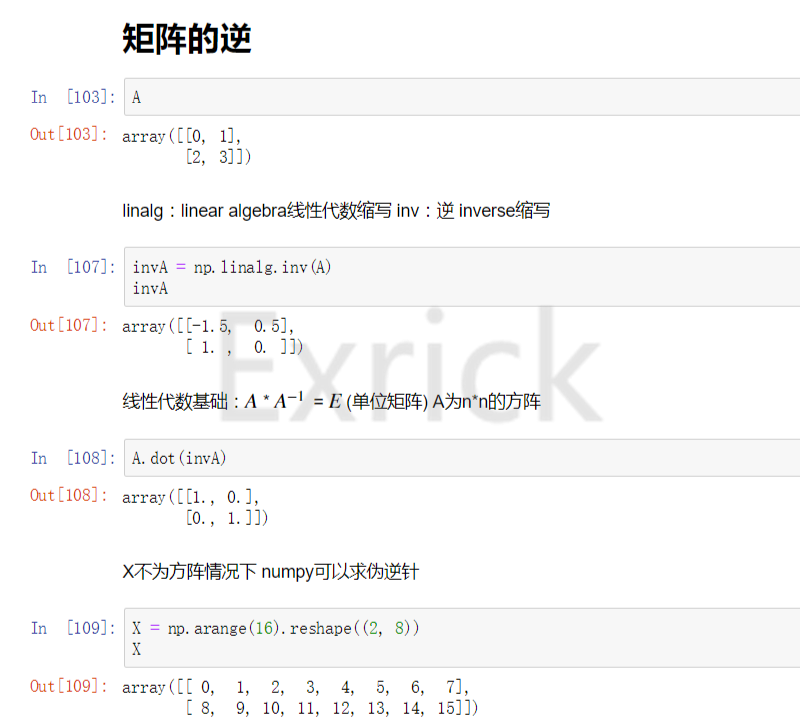 矩阵的逆
In [103]: A
Out[103]: array([[0, 1],
[2, 3]])
linalg：linear algebra线性代数缩写 inv：逆 inverse缩写
In [107]: invA = np.linalg.inv(A)
invA
Out[107]: array([[-1.5,  0.5],
[ 1. ,  0. ]])
Exrick
线性代数基础：A * A⁻¹ = E (单位矩阵) A为n*n的方阵
In [108]: A.dot(invA)
Out[108]: array([[1., 0.],
[0., 1.]])
X不为方阵情况下 numpy可以求伪逆针
In [109]: X = np.arange(16).reshape((2, 8))
X
Out[109]: array([[ 0,  1,  2,  3,  4,  5,  6,  7],
[ 8,  9, 10, 11, 12, 13, 14, 15]])